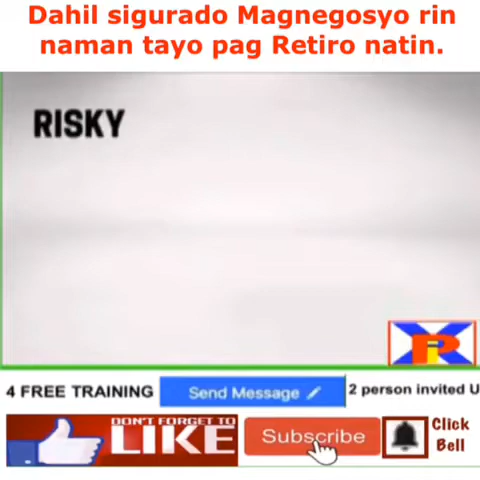 Dahil sigurado Magnegosyo rin
naman tayo pag Retiro natin.
RISKY
4 FREE TRAINING
Send Message
2 person invited U
DON'T FORGET TO
LIKE
Subscribe
Click
Bell